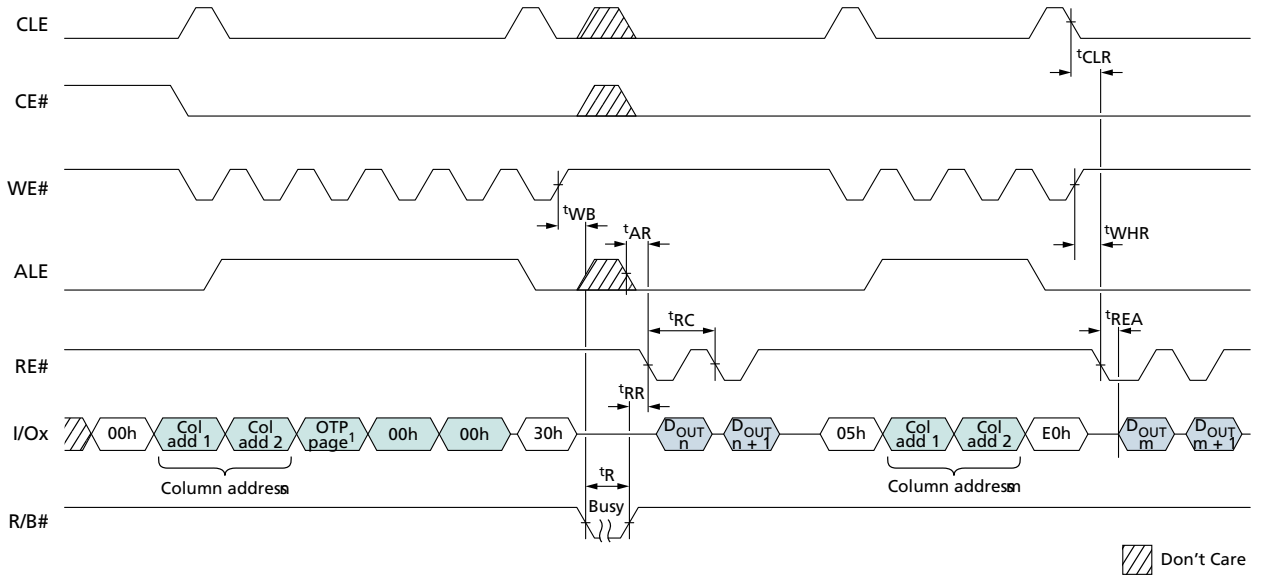 CLE
tCLR
CE#
WE#
tWB
tAR
tWHR
ALE
tRC
tREA
RE#
tRR
I/Ox
00h
Col add 1
Col add 2
OTP page1
00h
00h
30h
DOUT n
DOUT n + 1
05h
Col add 1
Col add 2
E0h
DOUT m
DOUT m + 1
Column address n
tR
Column address m
Busy
R/B#
Don't Care